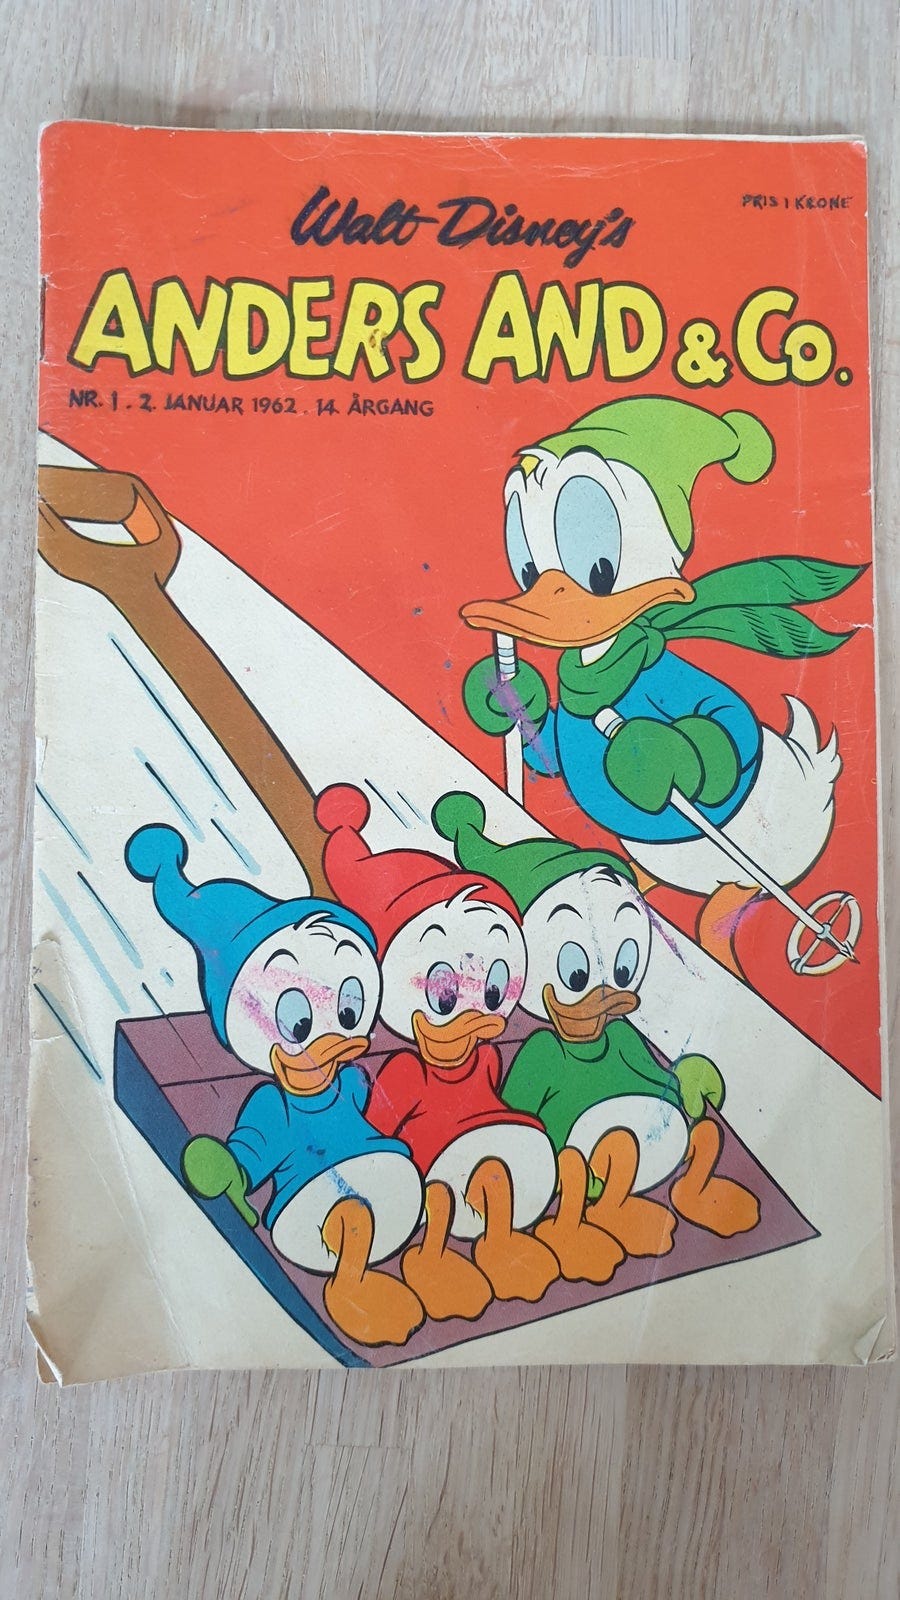 Walt Disney's
PRIS 1 KRONE
ANDERS AND & Co.
NR. 1 . 2. JANUAR 1962 . 14. ÅRGANG